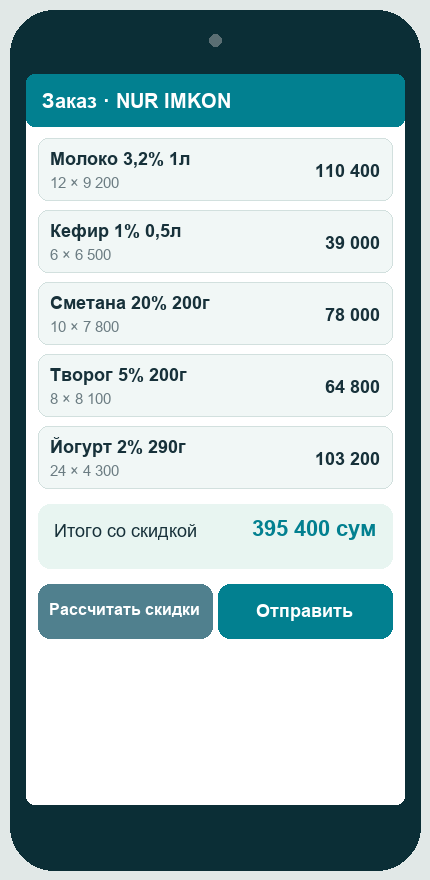 Заказ · NUR IMKON
Молоко 3,2% 1л
12 × 9 200
110 400
Кефир 1% 0,5л
6 × 6 500
39 000
Сметана 20% 200г
10 × 7 800
78 000
Творог 5% 200г
8 × 8 100
64 800
Йогурт 2% 290г
24 × 4 300
103 200
Итого со скидкой
395 400 сум
Рассчитать скидки
Отправить